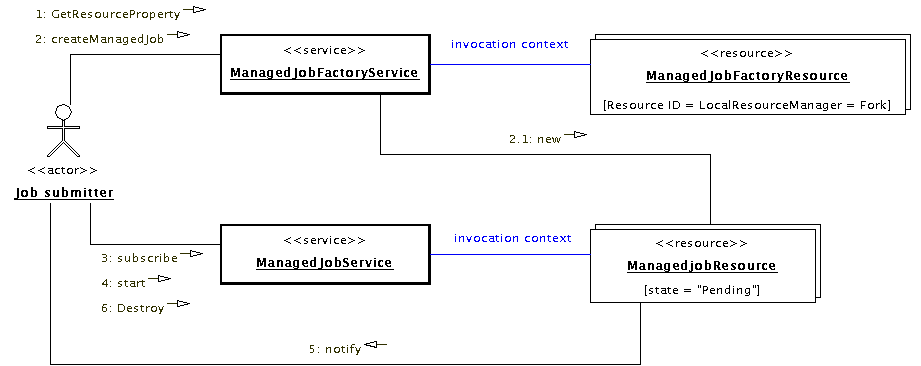 1: GetResourceProperty
2: createManagedJob
<<service>>
ManagedJobFactoryService
invocation context
<<resource>>
ManagedJobFactoryResource
[Resource ID = LocalResourceManager = Fork]
2.1: new
<<actor>>
Job submitter
<<service>>
ManagedJobService
invocation context
<<resource>>
ManagedJobResource
[state = "Pending"]
3: subscribe
4: start
6: Destroy
5: notify